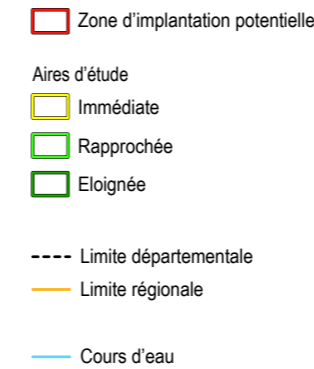 Zone d'implantation potentielle
Aires d'étude
Immédiate
Rapprochée
Eloignée
Limite départementale
Limite régionale
Cours d'eau